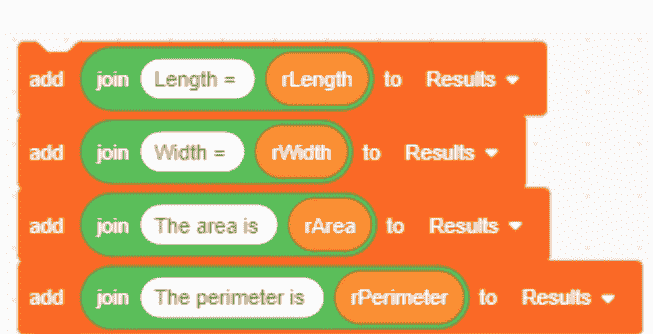 add join Length = rLength to Results
add join Width = rWidth to Results
add join The area is rArea to Results
add join The perimeter is rPerimeter to Results